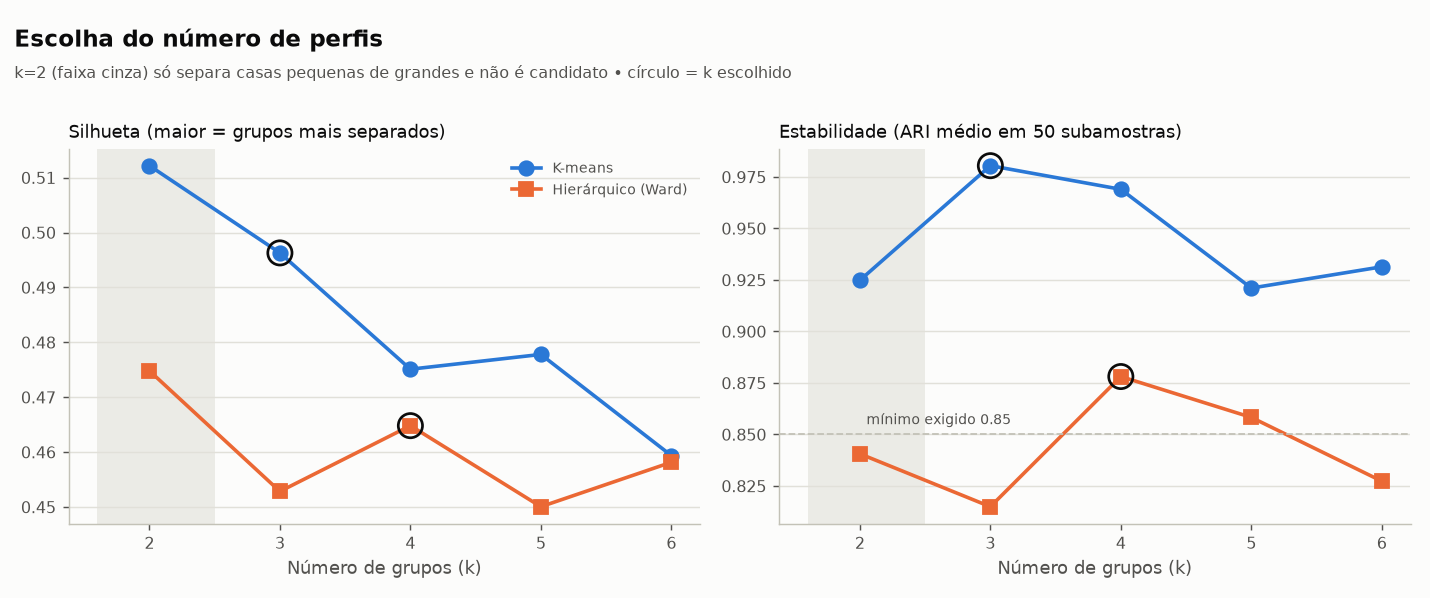 Escolha do número de perfis
k=2 (faixa cinza) só separa casas pequenas de grandes e não é candidato • círculo = k escolhido
Silhueta (maior = grupos mais separados)
K-means
Hierárquico (Ward)
0.51
0.50
0.49
0.48
0.47
0.46
0.45
2 3 4 5 6
Número de grupos (k)
Estabilidade (ARI médio em 50 subamostras)
0.975
0.950
0.925
0.900
0.875
0.850
0.825
mínimo exigido 0.85
2 3 4 5 6
Número de grupos (k)